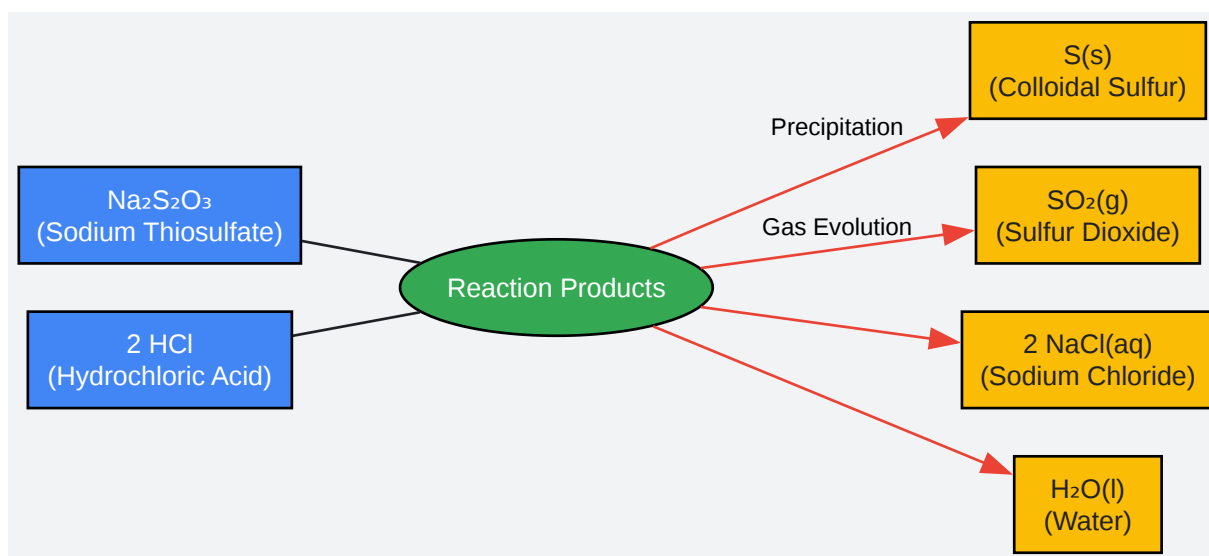 Na₂S₂O₃
(Sodium Thiosulfate)
2 HCl
(Hydrochloric Acid)
Reaction Products
Precipitation
Gas Evolution
S(s)
(Colloidal Sulfur)
SO₂(g)
(Sulfur Dioxide)
2 NaCl(aq)
(Sodium Chloride)
H₂O(l)
(Water)